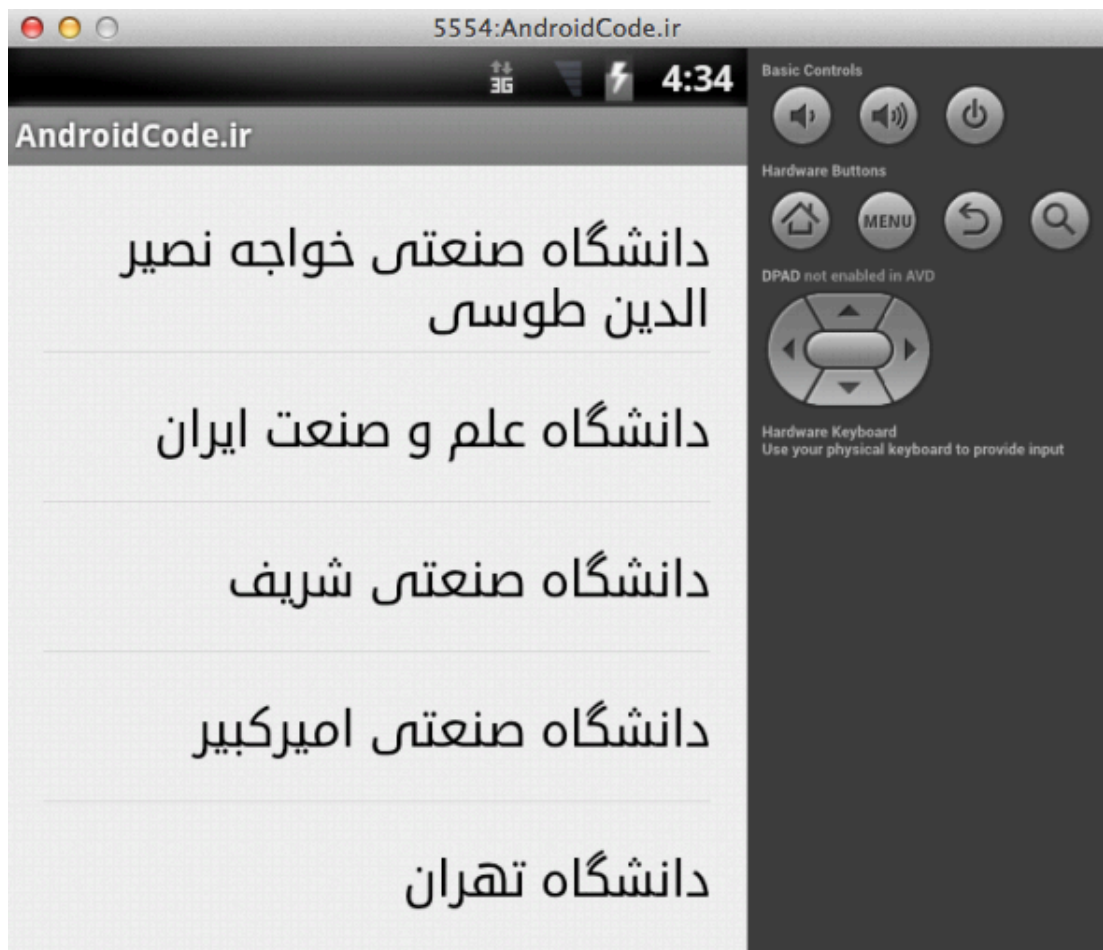 5554:AndroidCode.ir
3G
4:34
AndroidCode.ir
دانشگاه صنعتی خواجه نصیر
الدین طوسی
دانشگاه علم و صنعت ایران
دانشگاه صنعتی شریف
دانشگاه صنعتی امیرکبیر
دانشگاه تهران
Basic Controls
Hardware Buttons
MENU
DPAD not enabled in AVD
Hardware Keyboard
Use your physical keyboard to provide input